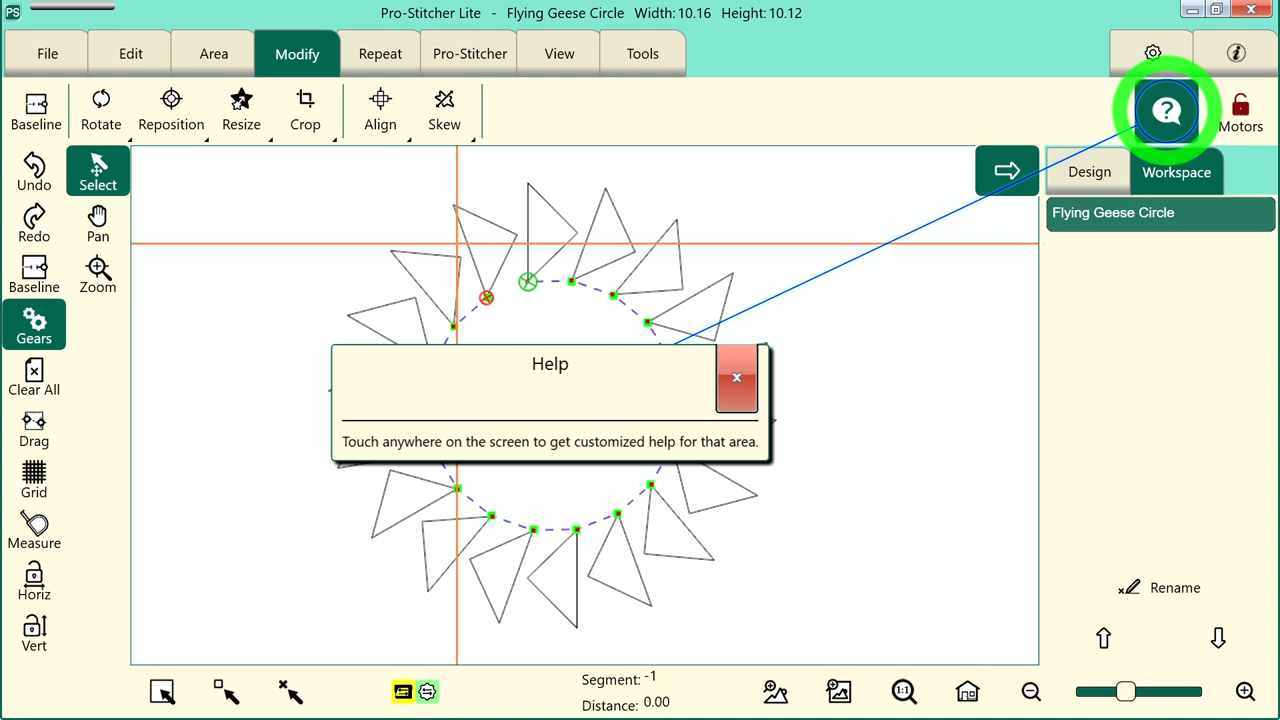 PS
Pro-Stitcher Lite - Flying Geese Circle Width:10.16 Height:10.12
File Edit Area Modify Repeat Pro-Stitcher View Tools
Baseline Rotate Reposition Resize Crop Align Skew ? Motors
Undo Select
Design Workspace
Redo Pan
Flying Geese Circle
Baseline Zoom
Gears
Clear All
Drag
Grid
Measure
Horiz
Vert
Help
x
Touch anywhere on the screen to get customized help for that area.
Rename
Segment: -1
Distance: 0.00
1:1